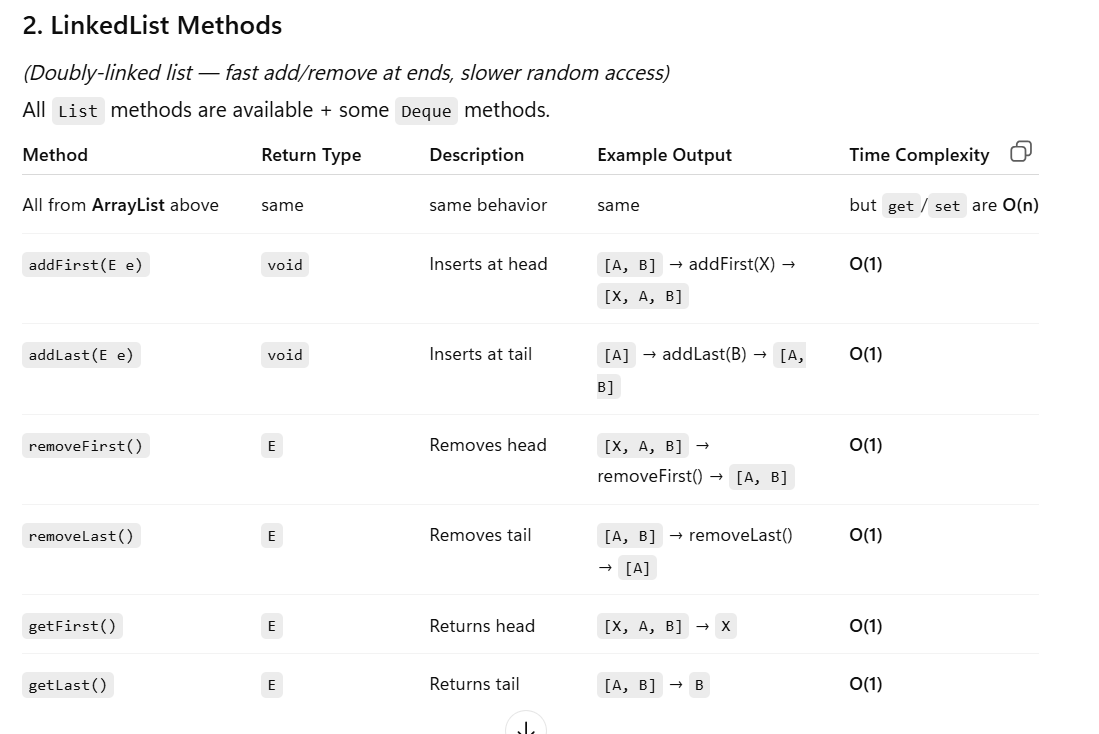 2. LinkedList Methods
(Doubly-linked list — fast add/remove at ends, slower random access)
All List methods are available + some Deque methods.
Method Return Type Description Example Output Time Complexity
All from ArrayList above same same behavior same but get / set are O(n)
addFirst(E e) void Inserts at head [A, B] → addFirst(X) → O(1)
[X, A, B]
addLast(E e) void Inserts at tail [A] → addLast(B) → [A, O(1)
B]
removeFirst() E Removes head [X, A, B] → O(1)
removeFirst() → [A, B]
removeLast() E Removes tail [A, B] → removeLast() O(1)
→ [A]
getFirst() E Returns head [X, A, B] → X O(1)
getLast() E Returns tail [A, B] → B O(1)